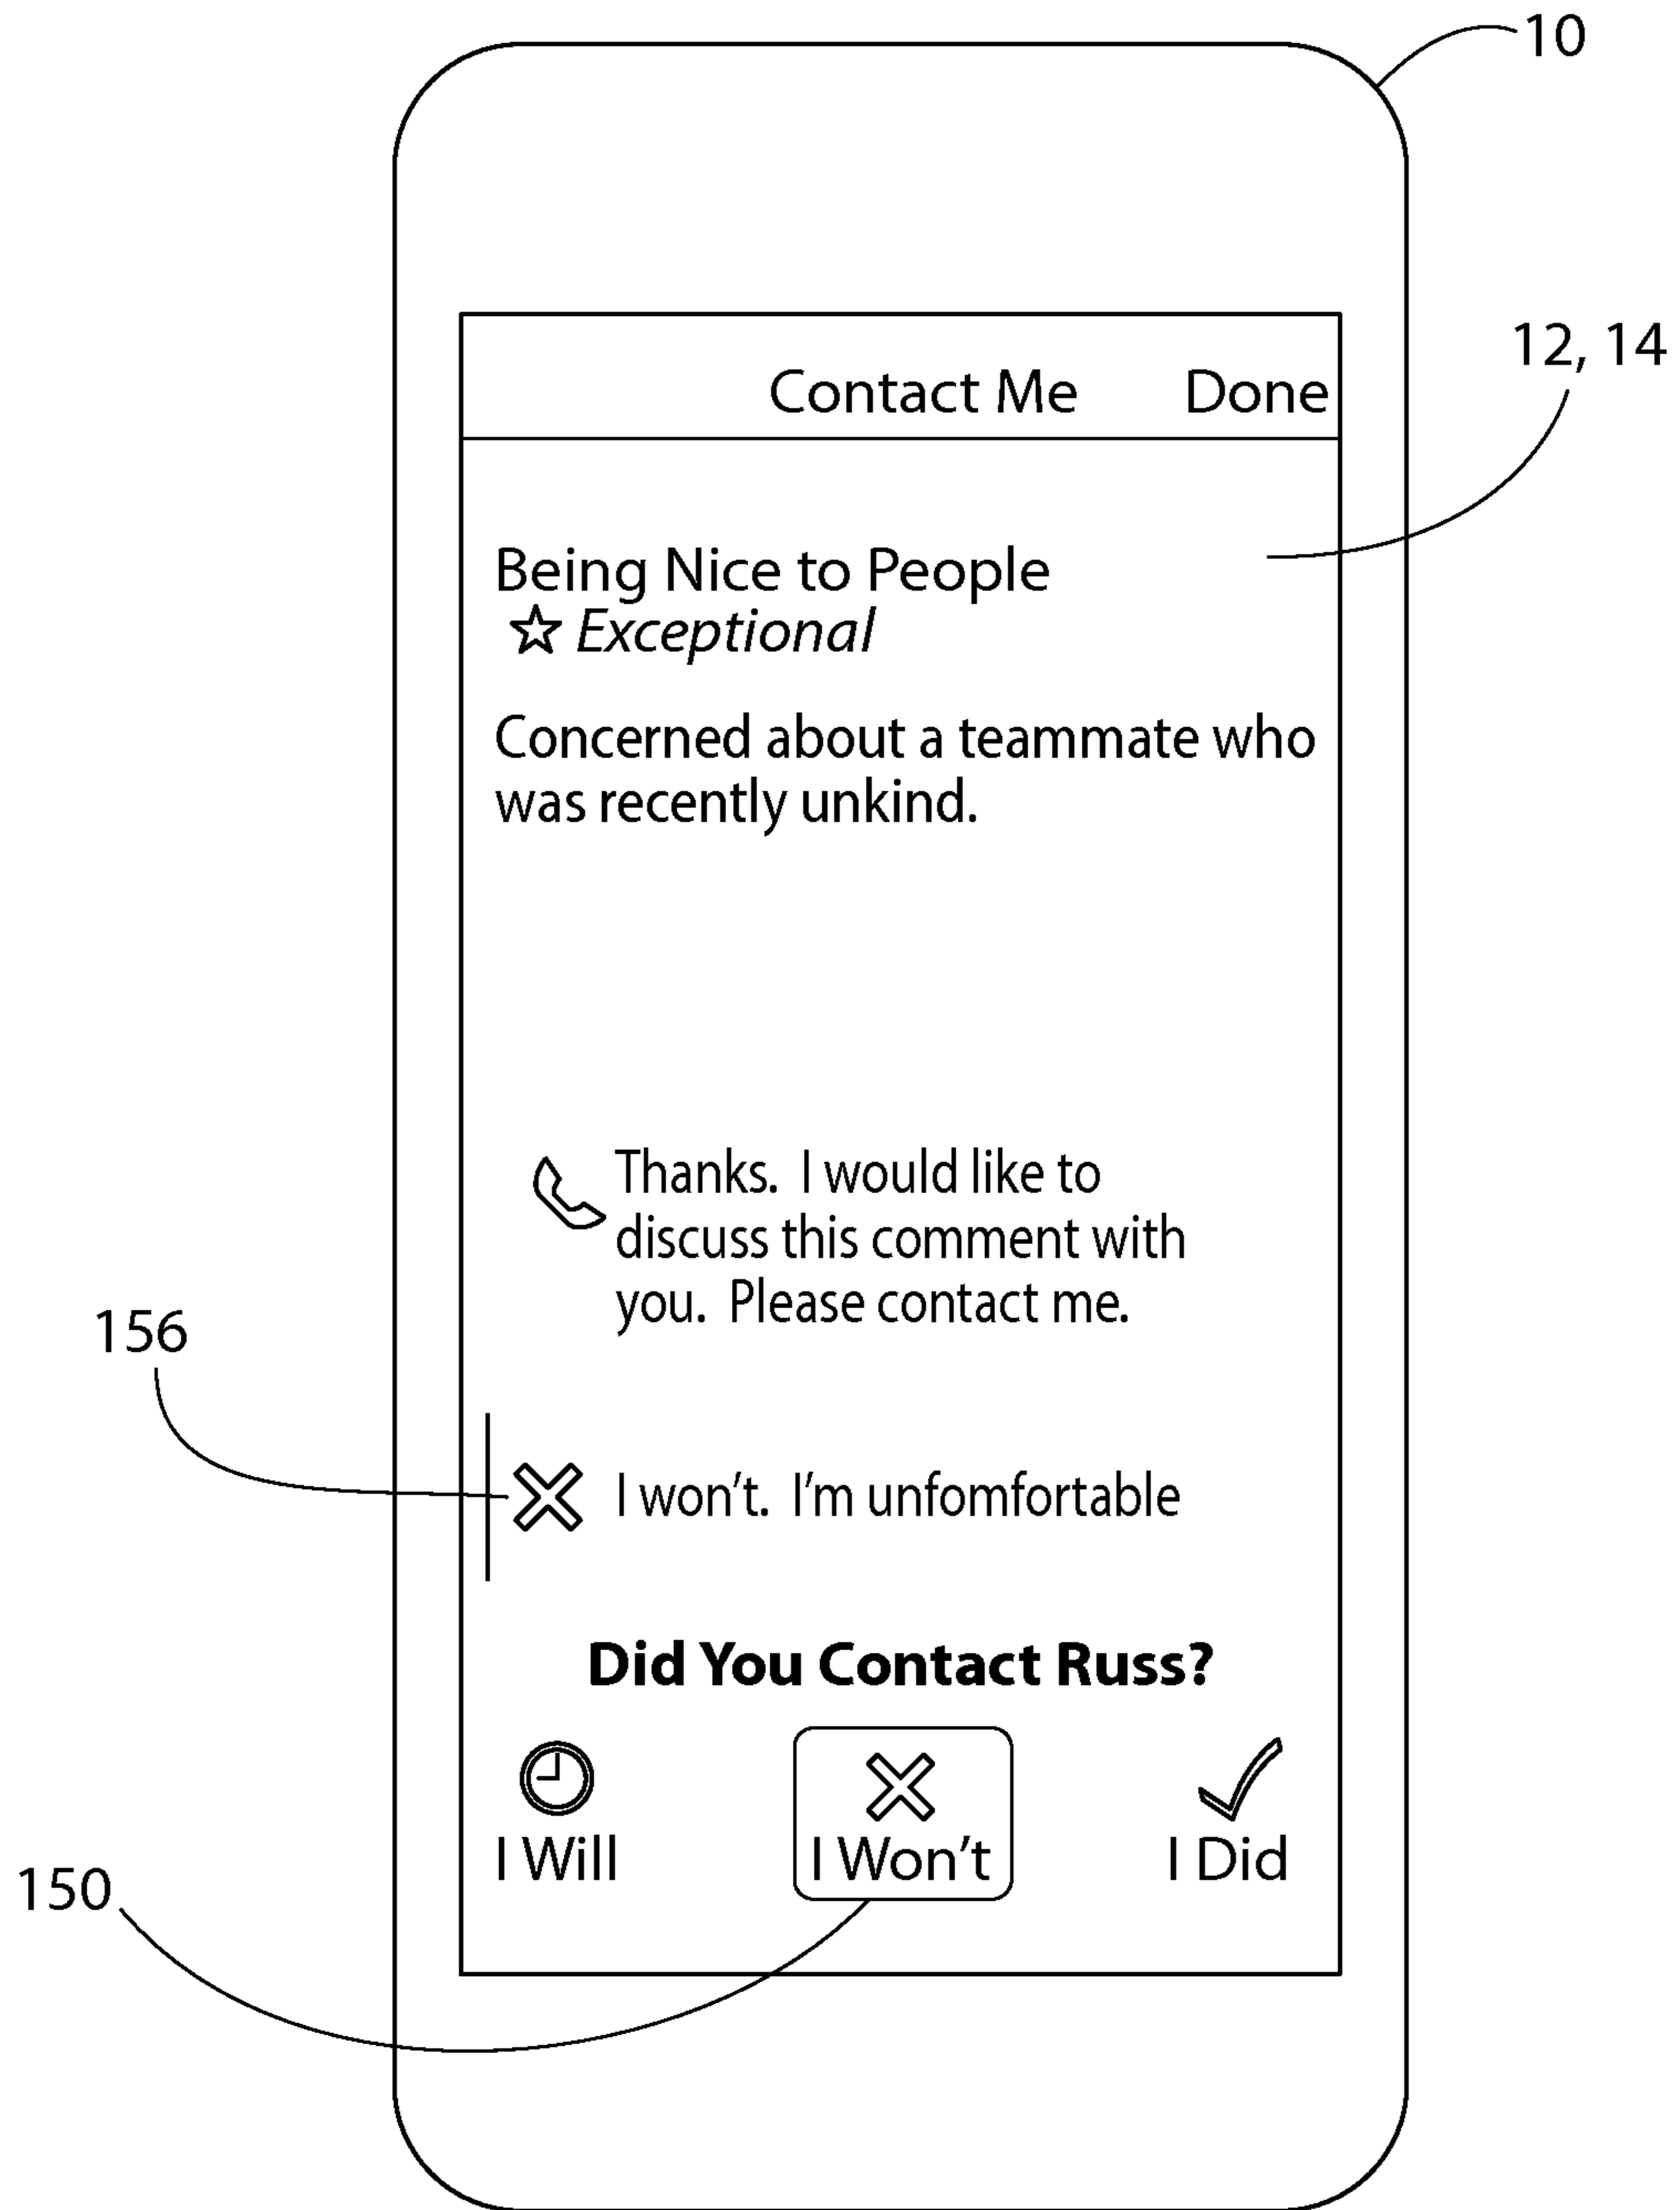 10
12, 14
Contact Me Done
Being Nice to People
Exceptional
Concerned about a teammate who
was recently unkind.
Thanks. I would like to
discuss this comment with
you. Please contact me.
156
I won't. I'm unfomfortable
Did You Contact Russ?
I Will I Won't I Did
150